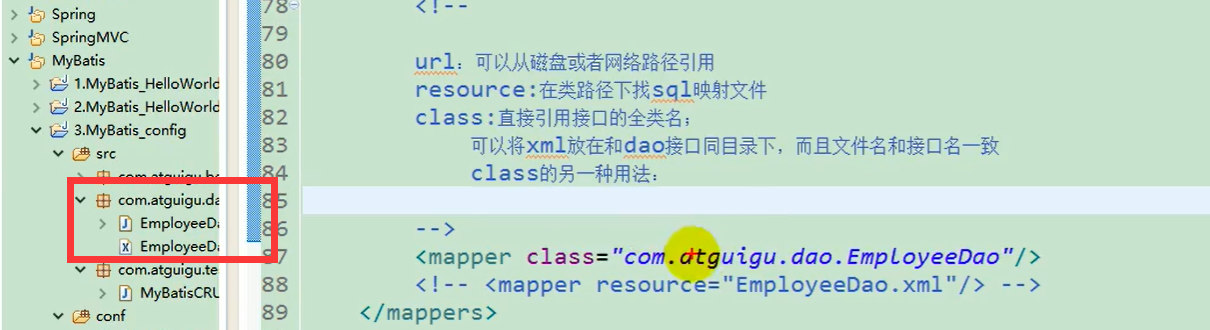 Spring
SpringMVC
MyBatis
1.MyBatis_HelloWorld
2.MyBatis_HelloWorld
3.MyBatis_config
src
com.atguigu.be
com.atguigu.da
EmployeeDa
EmployeeDa
com.atguigu.te
MyBatisCRU
conf
78 <!--
79
80 url：可以从磁盘或者网络路径引用
81 resource:在类路径下找sql映射文件
82 class:直接引用接口的全类名；
83 可以将xml放在和dao接口同目录下，而且文件名和接口名一致
84 class的另一种用法：
85
86 -->
87 <mapper class="com.atguigu.dao.EmployeeDao"/>
88 <!-- <mapper resource="EmployeeDao.xml"/> -->
89 </mappers>